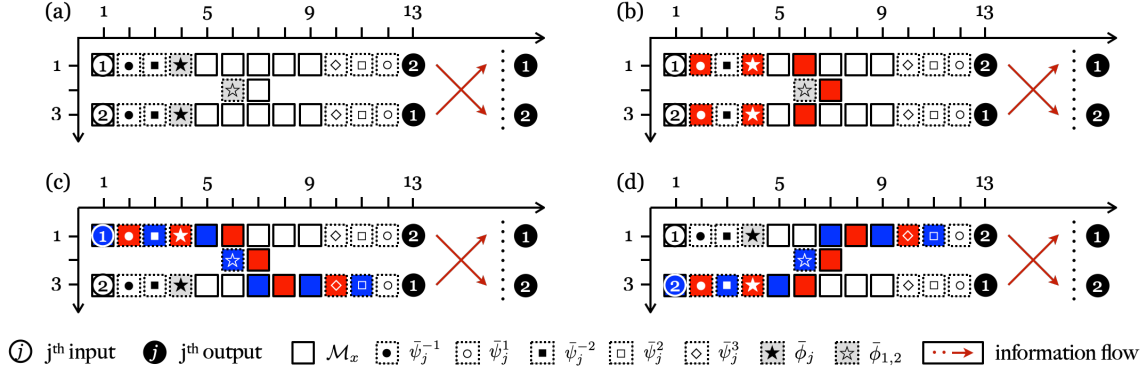 (a) 1 5 9 13
1 1 2 1
3 2 1 2
(b) 1 5 9 13
1 1 2 1
3 2 1 2
(c) 1 5 9 13
1 1 2 1
3 2 1 2
(d) 1 5 9 13
1 1 2 1
3 2 1 2
j jᵗʰ input j jᵗʰ output ℳₓ ψ̄ⱼ⁻¹ ψ̄ⱼ¹ ψ̄ⱼ⁻² ψ̄ⱼ² ψ̄ⱼ³ ϕ̄ⱼ ϕ̄₁,₂ information flow